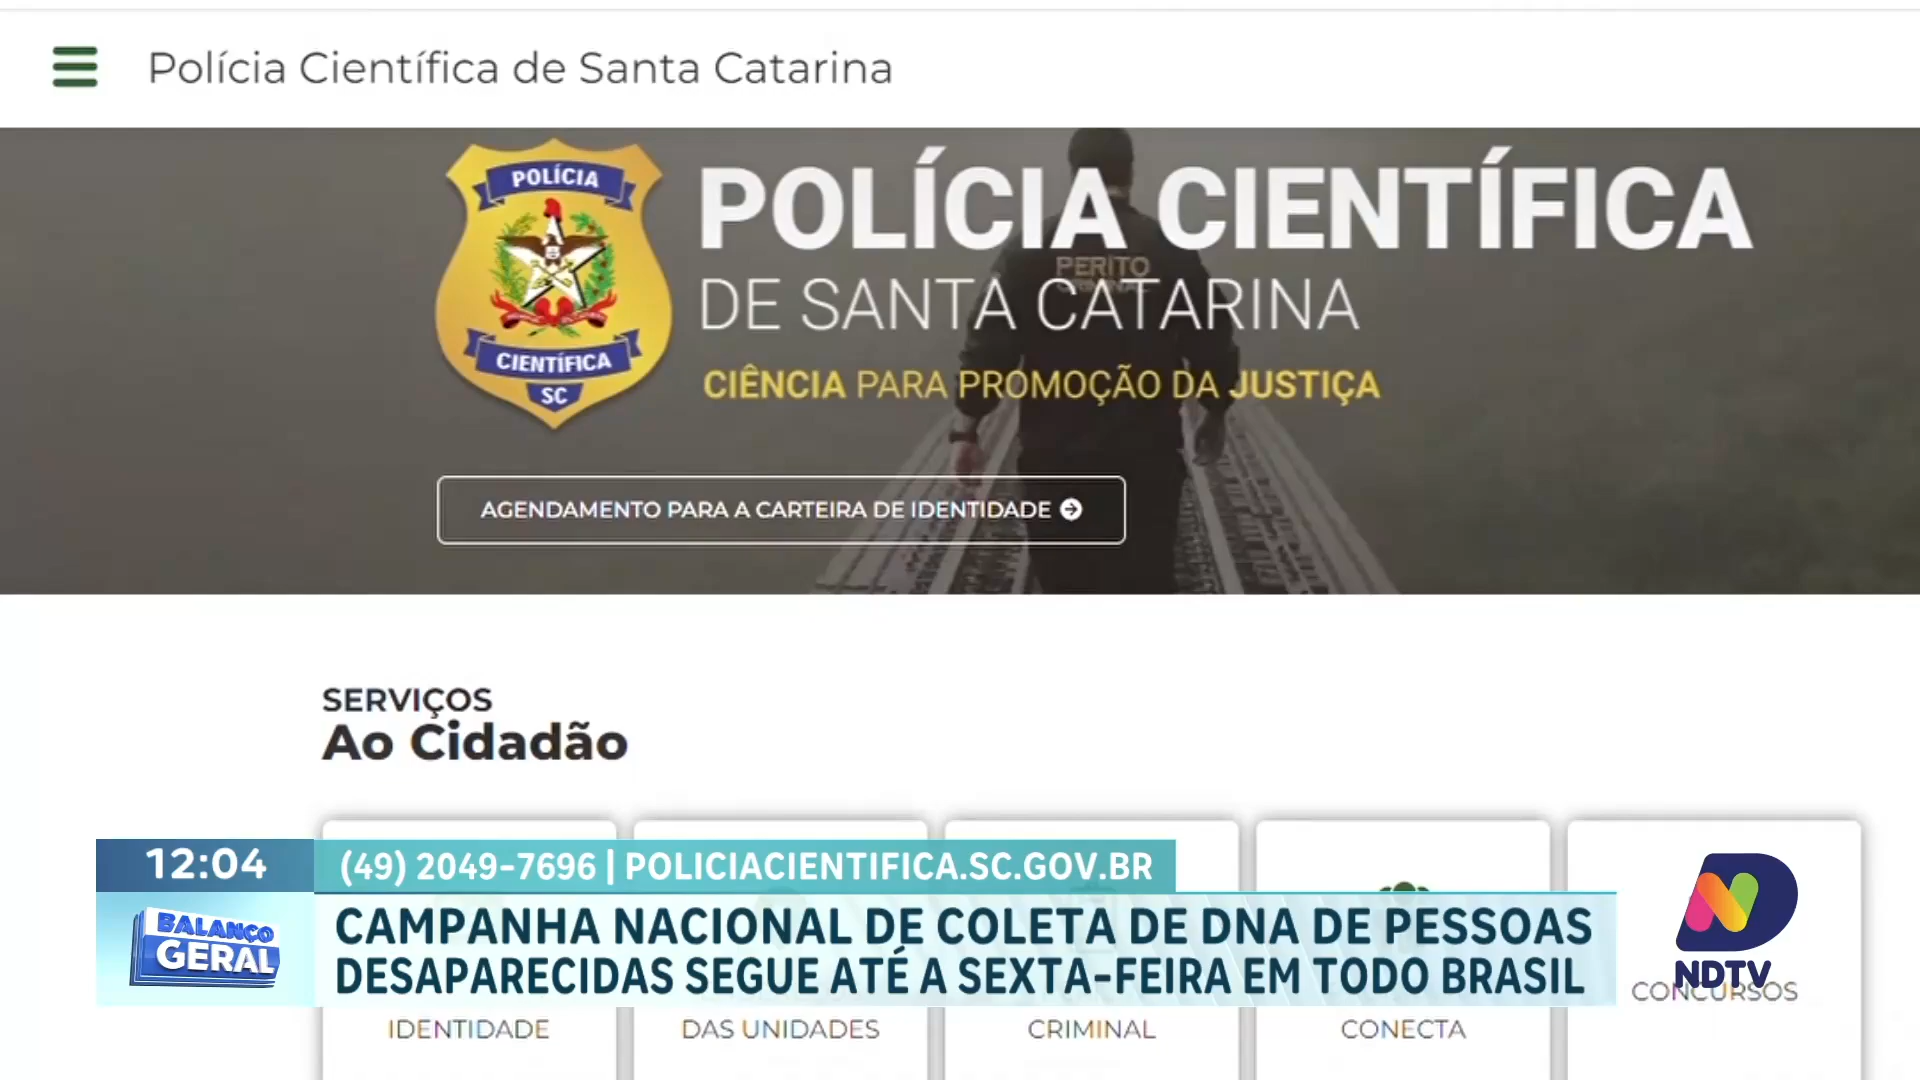 Polícia Científica de Santa Catarina
POLÍCIA
CIENTÍFICA
SC
POLÍCIA CIENTÍFICA
PERITO
CRIMINAL
DE SANTA CATARINA
CIÊNCIA PARA PROMOÇÃO DA JUSTIÇA
AGENDAMENTO PARA A CARTEIRA DE IDENTIDADE
SERVIÇOS
Ao Cidadão
12:04
(49) 2049-7696 | POLICIACIENTIFICA.SC.GOV.BR
BALANÇO
GERAL
CAMPANHA NACIONAL DE COLETA DE DNA DE PESSOAS
DESAPARECIDAS SEGUE ATÉ A SEXTA-FEIRA EM TODO BRASIL
NDTV
CONCURSOS
IDENTIDADE
DAS UNIDADES
CRIMINAL
CONECTA